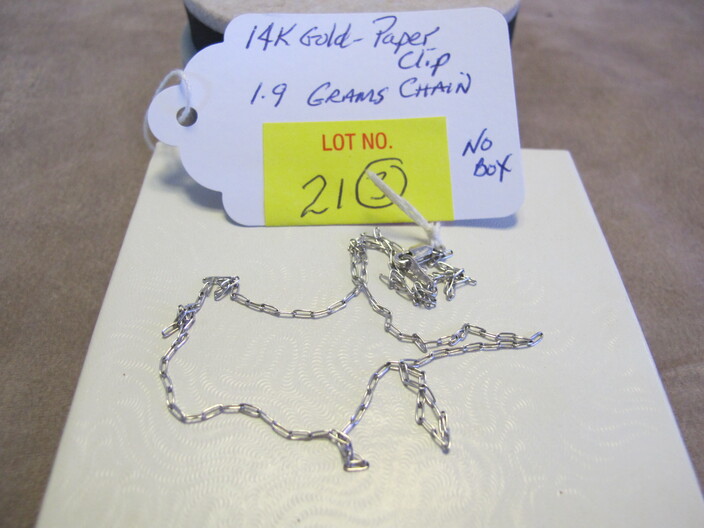 14K Gold - Paper
Clip
1.9 GRAMS CHAIN
NO
BOX
LOT NO.
21 3